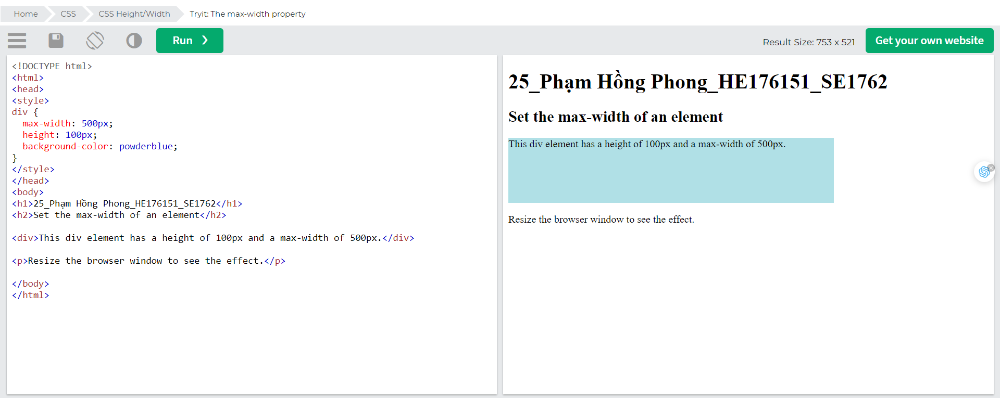 Home CSS CSS Height/Width Tryit: The max-width property
Run ❯ Result Size: 753 x 521 Get your own website
<!DOCTYPE html>
<html>
<head>
<style>
div {
  max-width: 500px;
  height: 100px;
  background-color: powderblue;
}
</style>
</head>
<body>
<h1>25_Phạm Hồng Phong_HE176151_SE1762</h1>
<h2>Set the max-width of an element</h2>
<div>This div element has a height of 100px and a max-width of 500px.</div>
<p>Resize the browser window to see the effect.</p>
</body>
</html>
25_Phạm Hồng Phong_HE176151_SE1762
Set the max-width of an element
This div element has a height of 100px and a max-width of 500px.
Resize the browser window to see the effect.